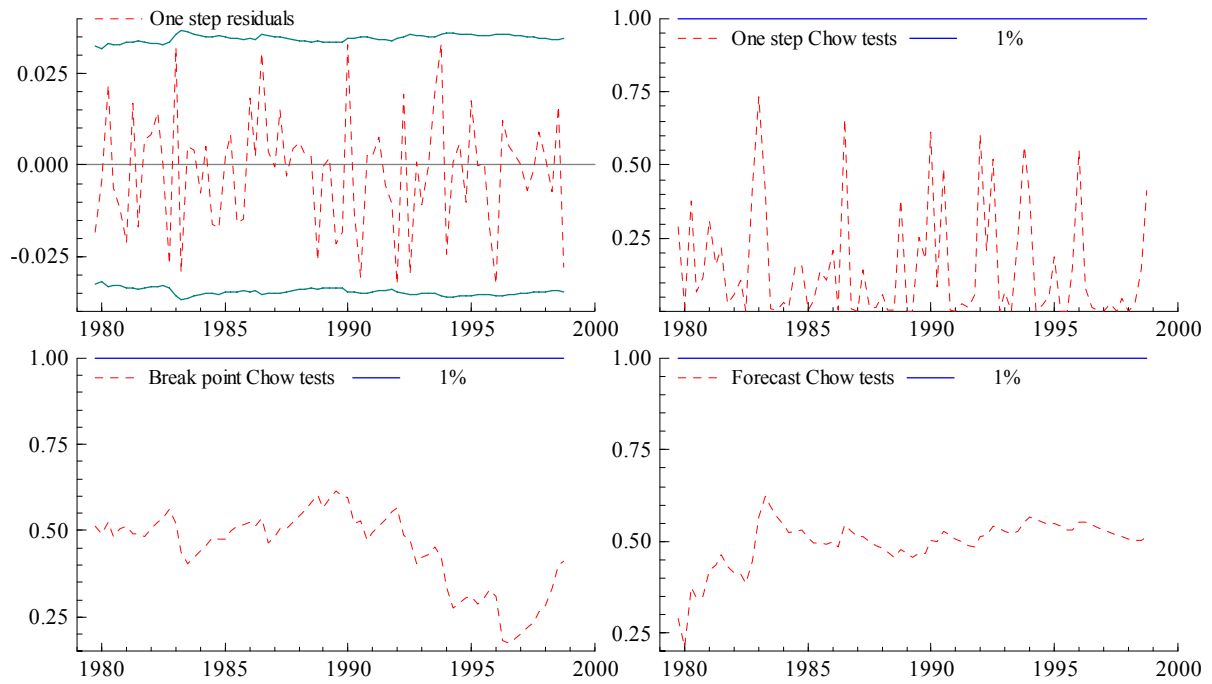 One step residuals
0.025
0.000
-0.025
1980 1985 1990 1995 2000
1.00
One step Chow tests 1%
0.75
0.50
0.25
1980 1985 1990 1995 2000
1.00
Break point Chow tests 1%
0.75
0.50
0.25
1980 1985 1990 1995 2000
1.00
Forecast Chow tests 1%
0.75
0.50
0.25
1980 1985 1990 1995 2000